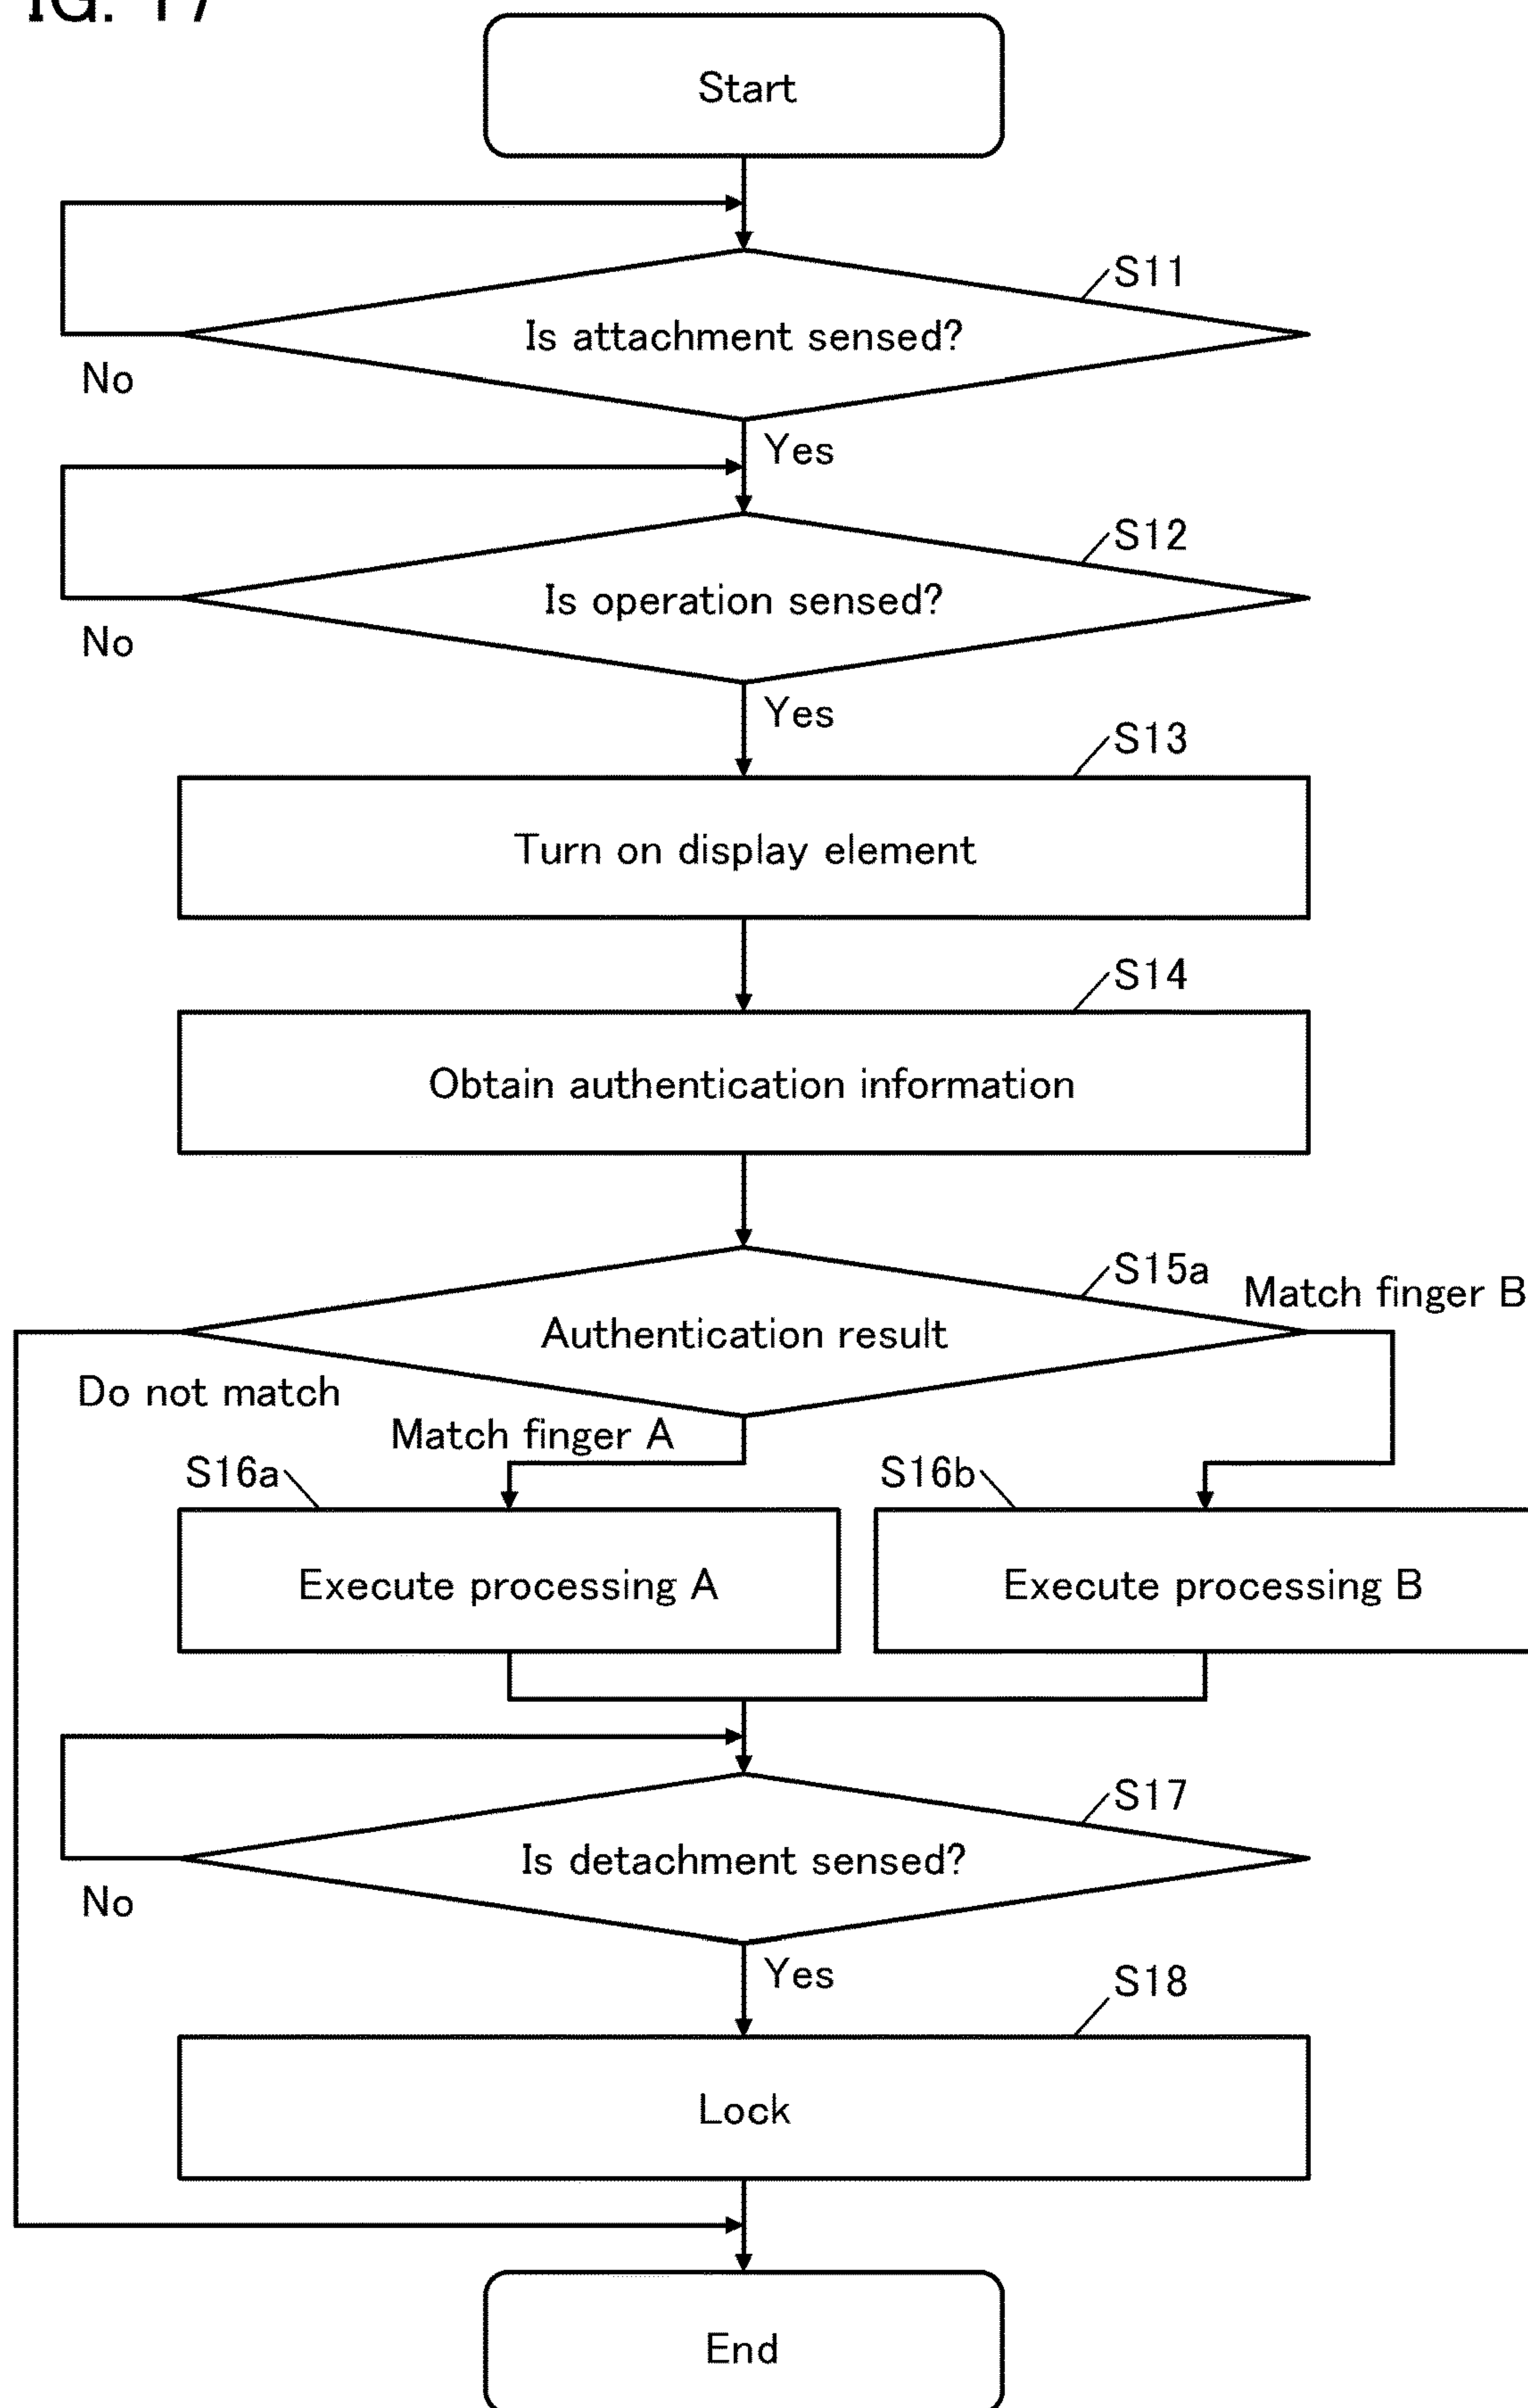 IG. 17
Start
S11
Is attachment sensed?
No
Yes
S12
Is operation sensed?
No
Yes
S13
Turn on display element
S14
Obtain authentication information
S15a
Match finger B
Authentication result
Do not match
Match finger A
S16a
S16b
Execute processing A
Execute processing B
S17
Is detachment sensed?
No
Yes
S18
Lock
End